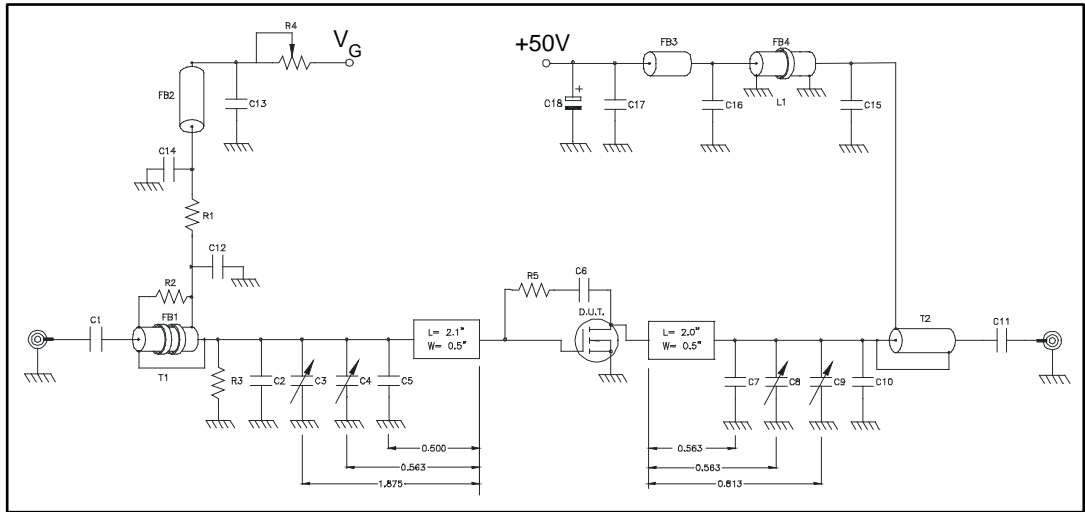 R4
V_G
+50V
FB3
FB4
FB2
C13
C18
+
C17
C16
L1
C15
C14
R1
C12
R2
FB1
R5
C6
D.U.T.
C1
L= 2.1"
W= 0.5"
L= 2.0"
W= 0.5"
T2
C11
T1
R3
C2
C3
C4
C5
C7
C8
C9
C10
0.500
0.563
0.563
0.563
1.875
0.813